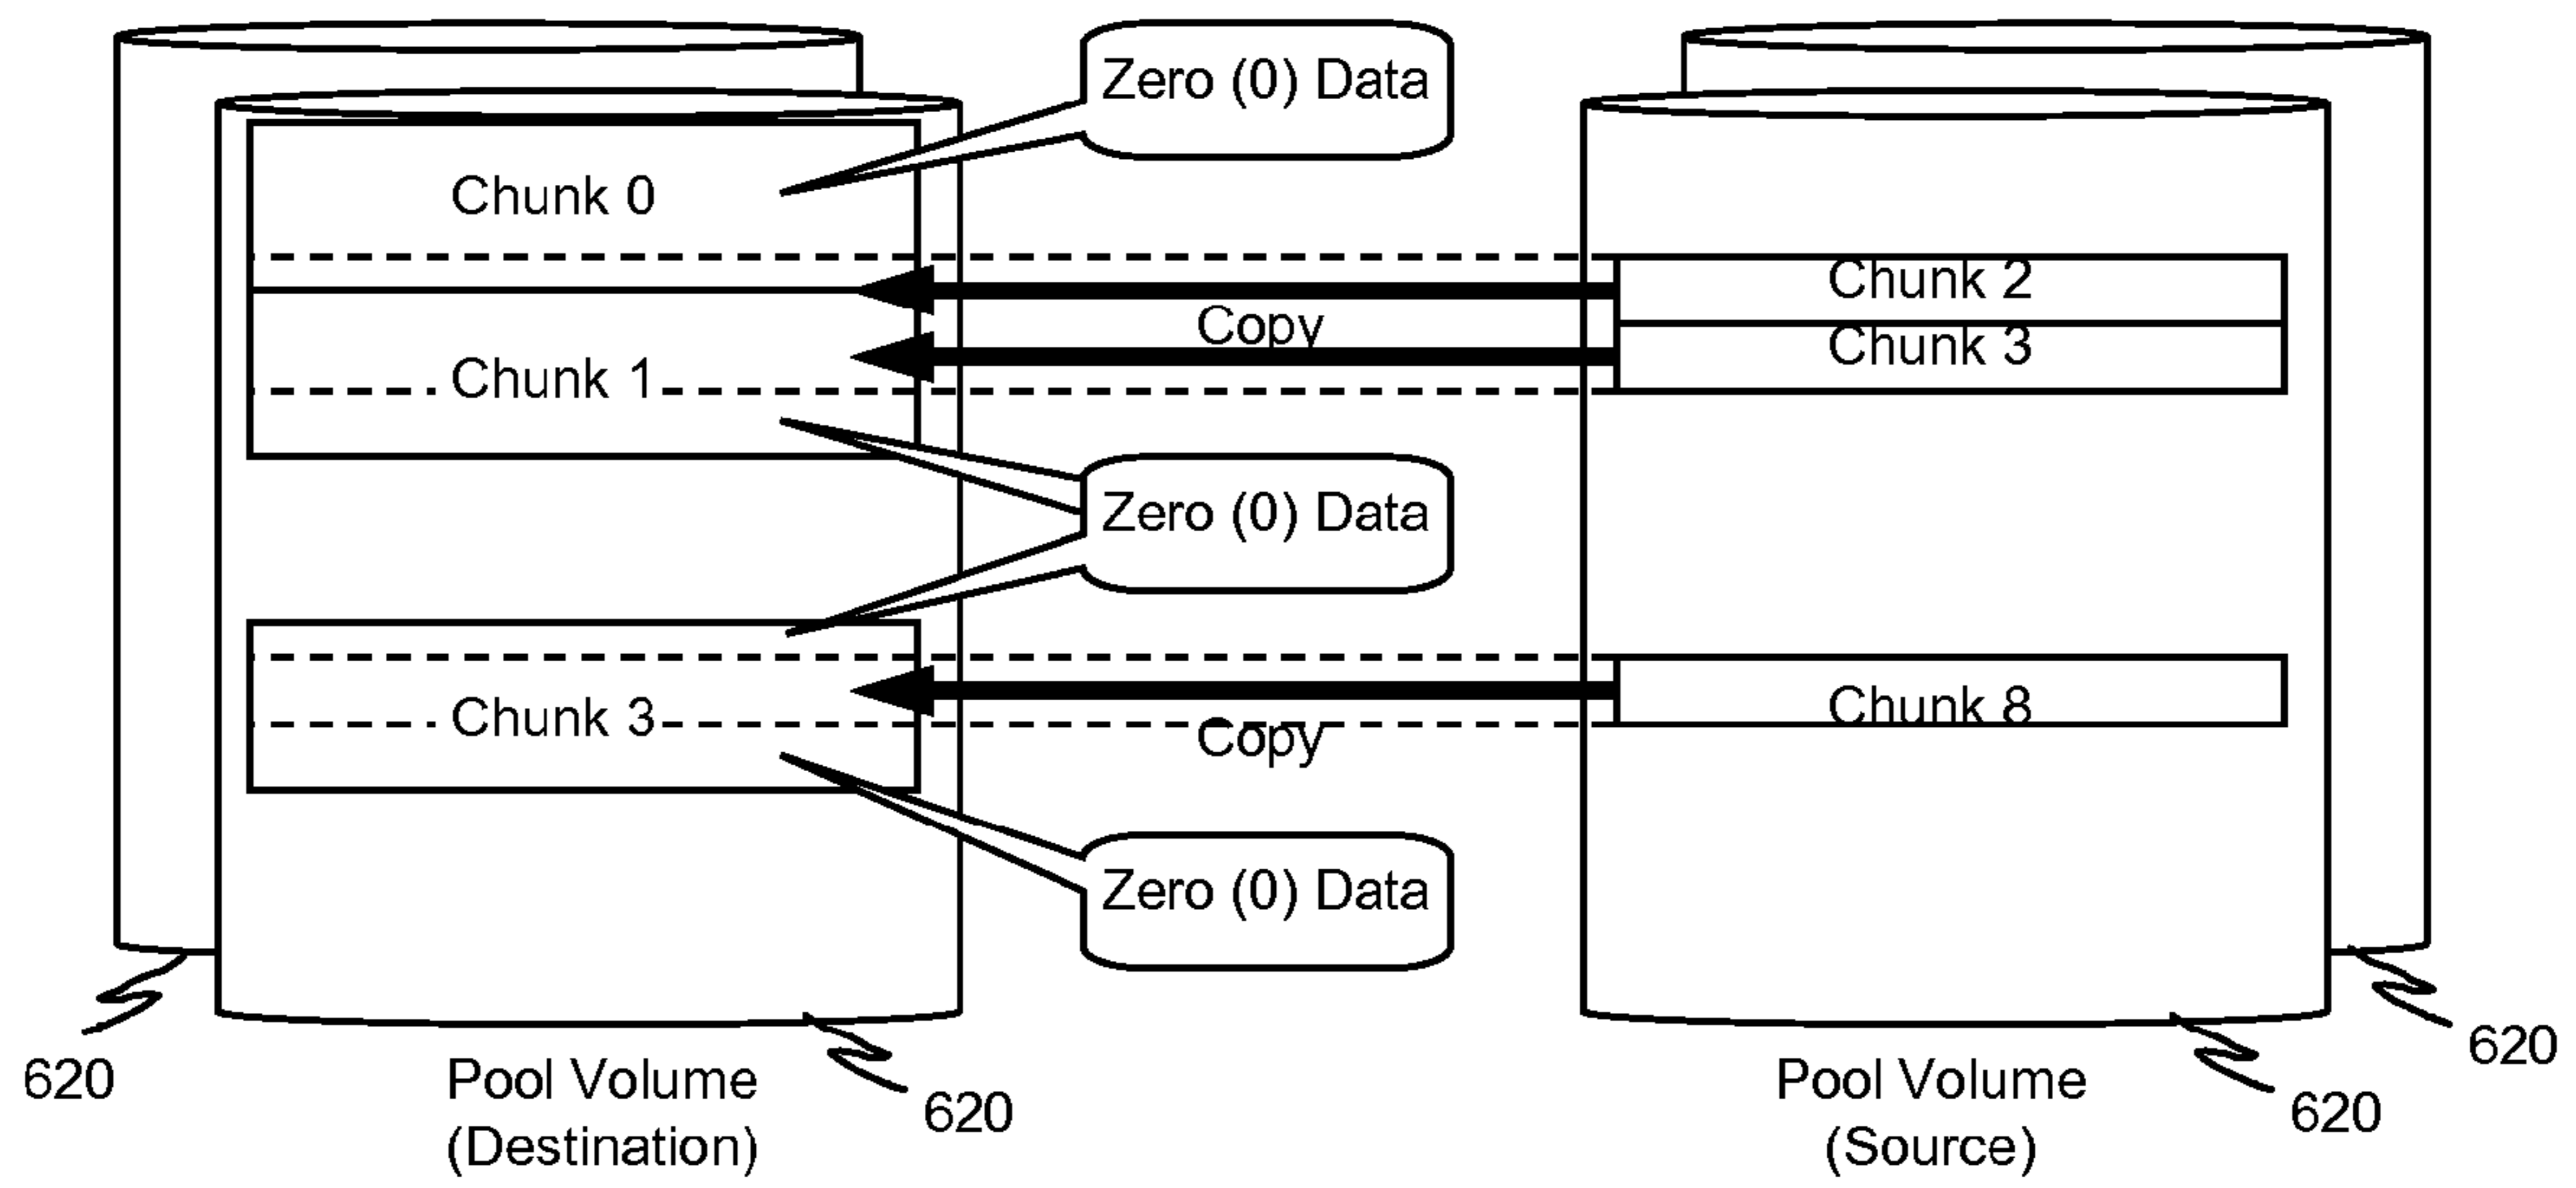 Zero (0) Data
Chunk 0
Chunk 2
Copy
Chunk 3
Chunk 1
Zero (0) Data
Chunk 3
Copy
Chunk 8
Zero (0) Data
620
Pool Volume
(Destination)
620
Pool Volume
(Source)
620
620